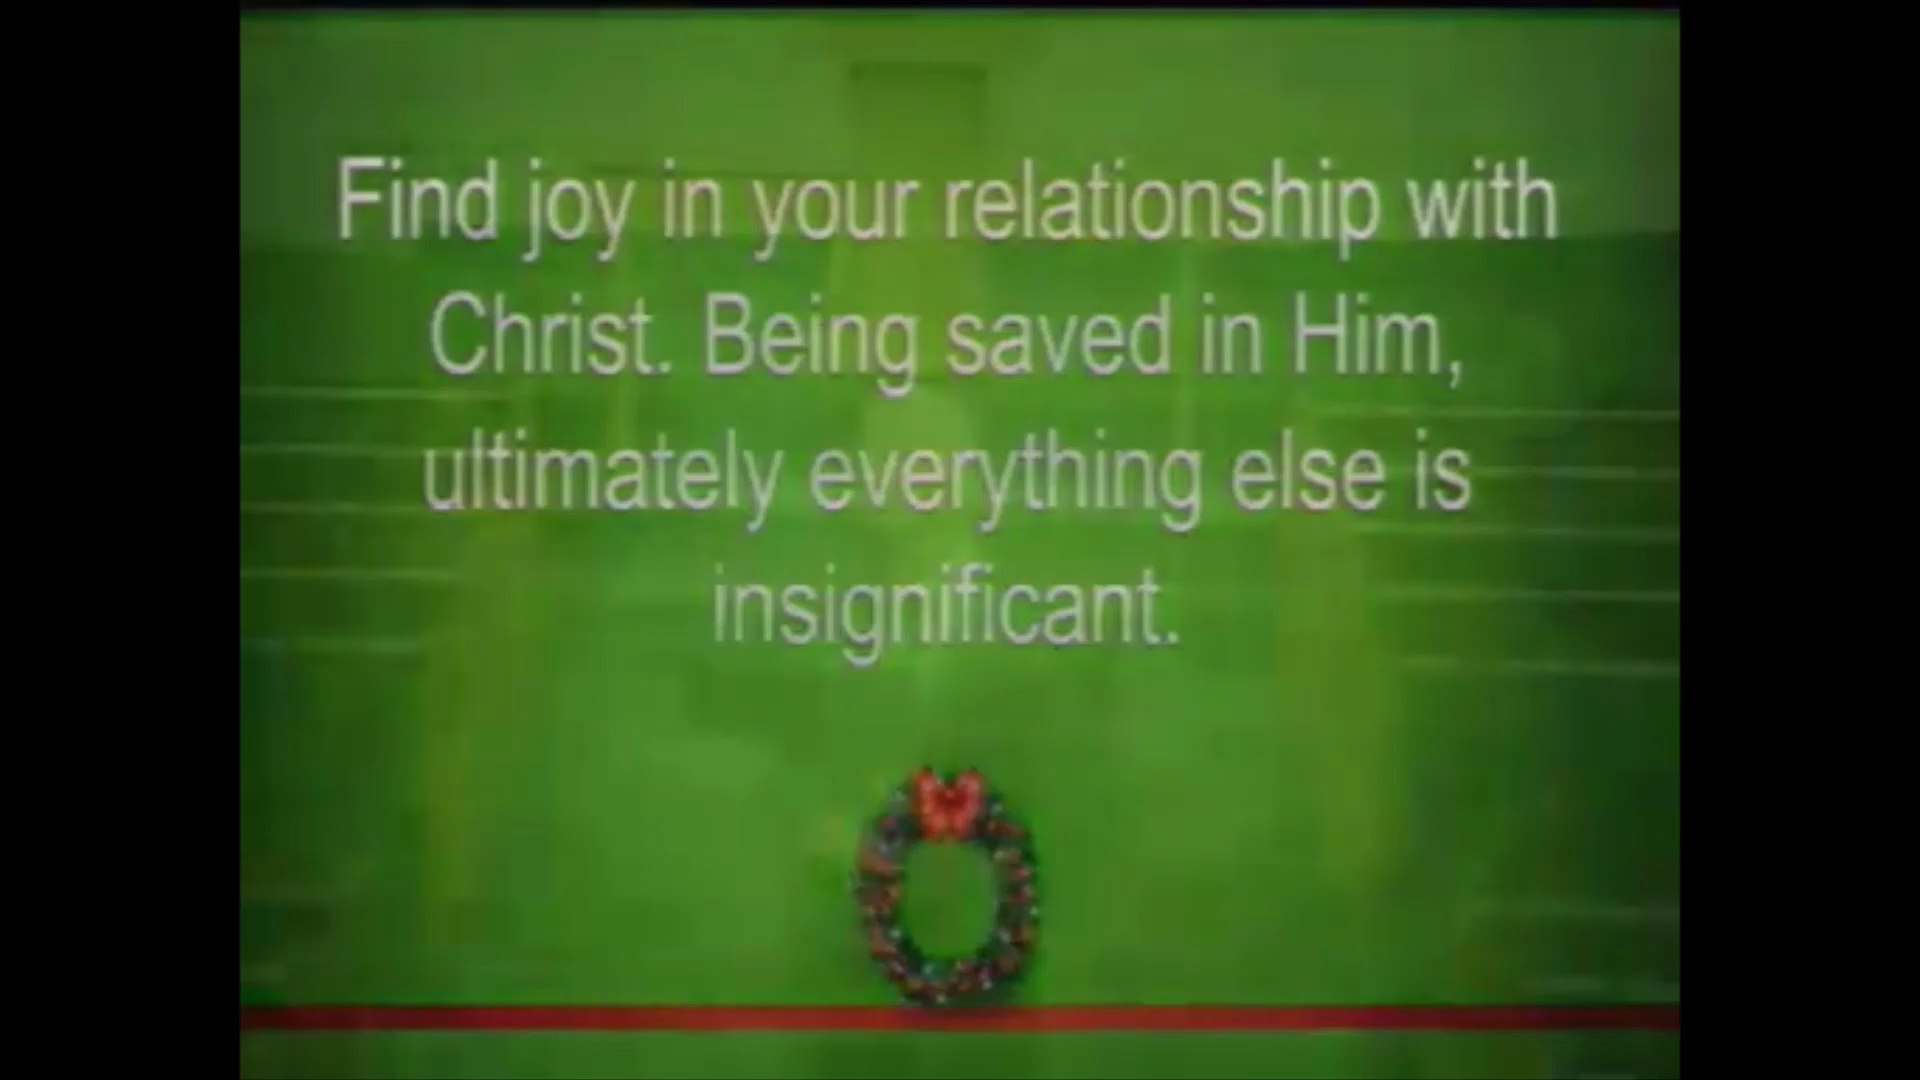 Find joy in your relationship with
Christ. Being saved in Him,
ultimately everything else is
insignificant.